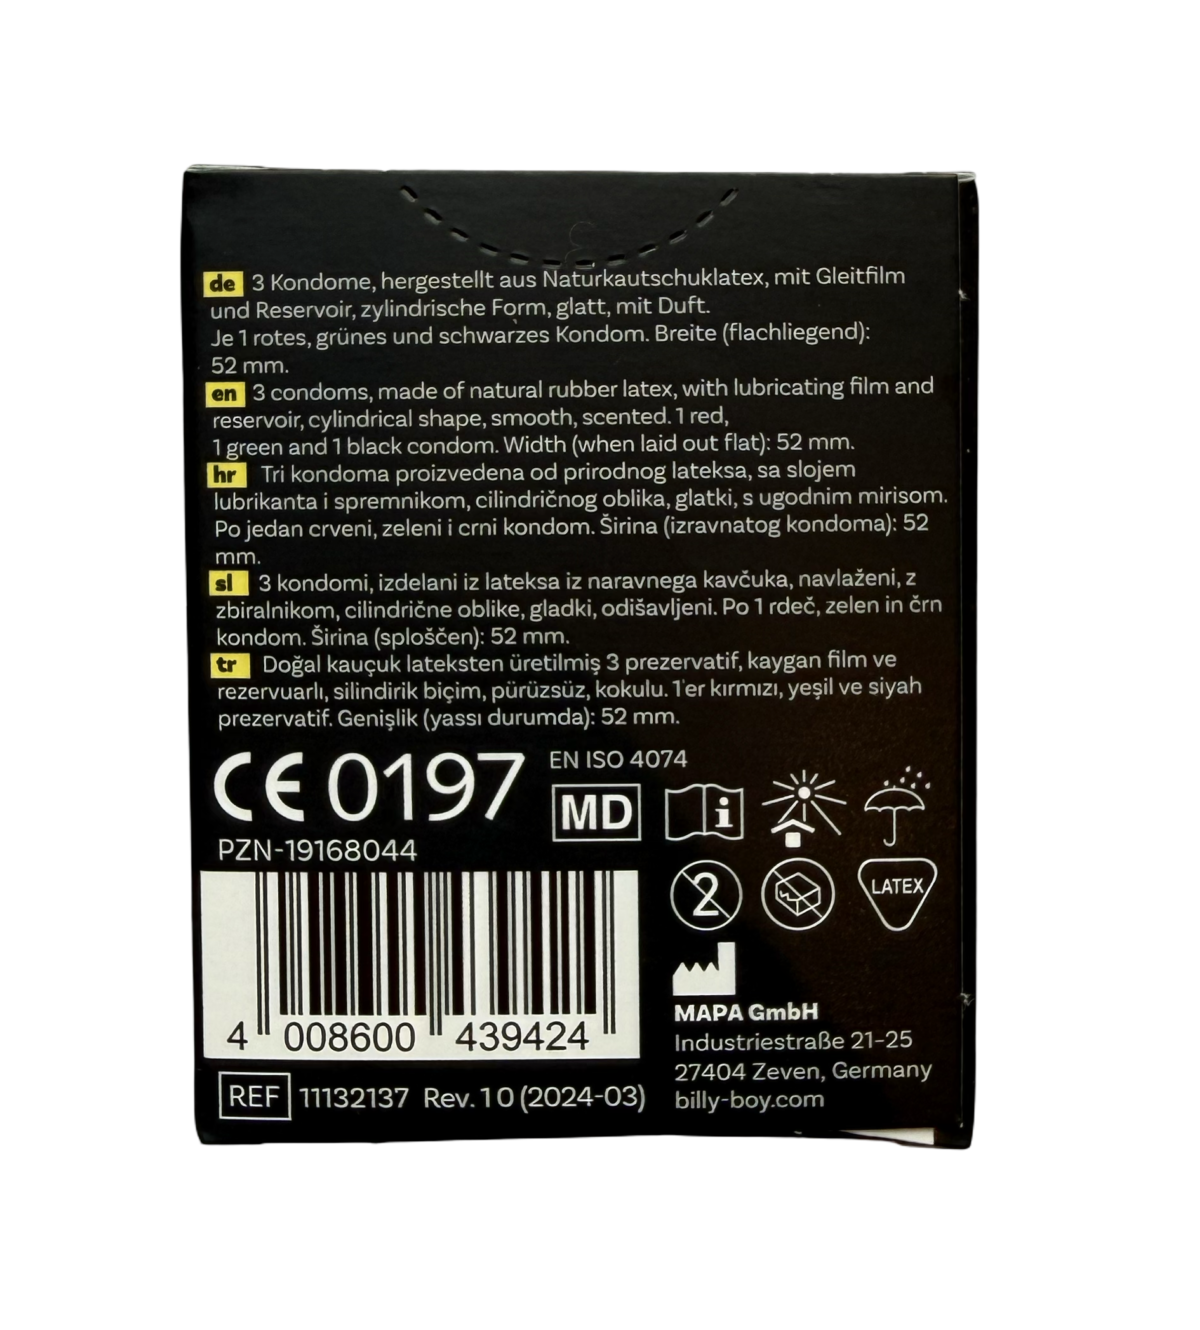 de 3 Kondome, hergestellt aus Naturkautschuklatex, mit Gleitfilm
und Reservoir, zylindrische Form, glatt, mit Duft.
Je 1 rotes, grünes und schwarzes Kondom. Breite (flachliegend):
52 mm.
en 3 condoms, made of natural rubber latex, with lubricating film and
reservoir, cylindrical shape, smooth, scented. 1 red,
1 green and 1 black condom. Width (when laid out flat): 52 mm.
hr Tri kondoma proizvedena od prirodnog lateksa, sa slojem
lubrikanta i spremnikom, cilindričnog oblika, glatki, s ugodnim mirisom.
Po jedan crveni, zeleni i crni kondom. Širina (izravnatog kondoma): 52
mm.
sl 3 kondomi, izdelani iz lateksa iz naravnega kavčuka, navlaženi, z
zbiralnikom, cilindrične oblike, gladki, odišavljeni. Po 1 rdeč, zelen in črn
kondom. Širina (sploščen): 52 mm.
tr Doğal kauçuk lateksten üretilmiş 3 prezervatif, kaygan film ve
rezervuarlı, silindirik biçim, pürüzsüz, kokulu. 1'er kırmızı, yeşil ve siyah
prezervatif. Genişlik (yassı durumda): 52 mm.
CE 0197 EN ISO 4074
MD i
PZN-19168044
2 LATEX
4 008600 439424
MAPA GmbH
Industriestraße 21-25
27404 Zeven, Germany
billy-boy.com
REF 11132137 Rev. 10 (2024-03)